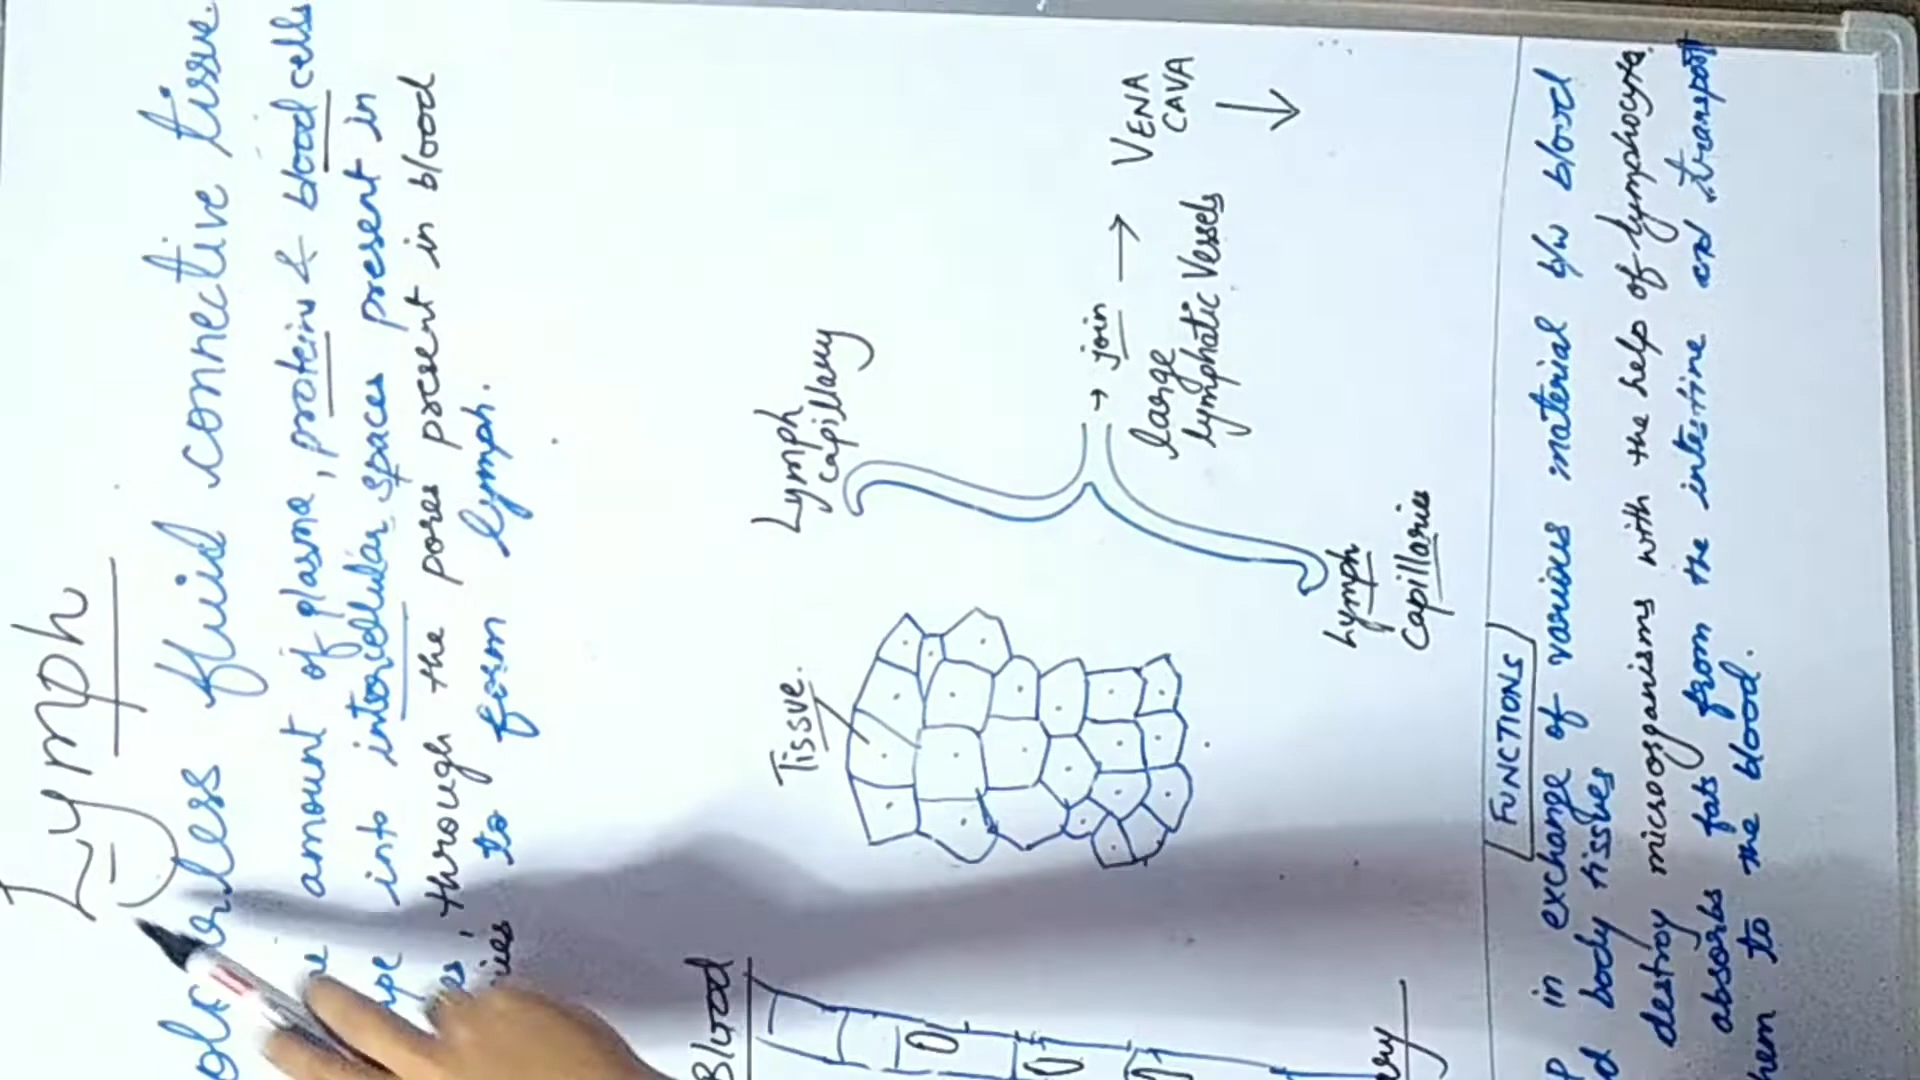 Lymph
colourless fluid connective tissue.
amount of plasma, proteins & blood cells
into intercellular spaces present in
through the pores present in blood
to form lymph.
Tissue
Lymph
capillary
→ join → VENA
CAVA
↓
large
lymphatic Vessels
Lymph
Capillaries
Blood
FUNCTIONS
in exchange of various material b/w blood
body tissues
destroy microorganisms with the help of lymphocytes.
absorbs fats from the intestine and transport
to the blood.